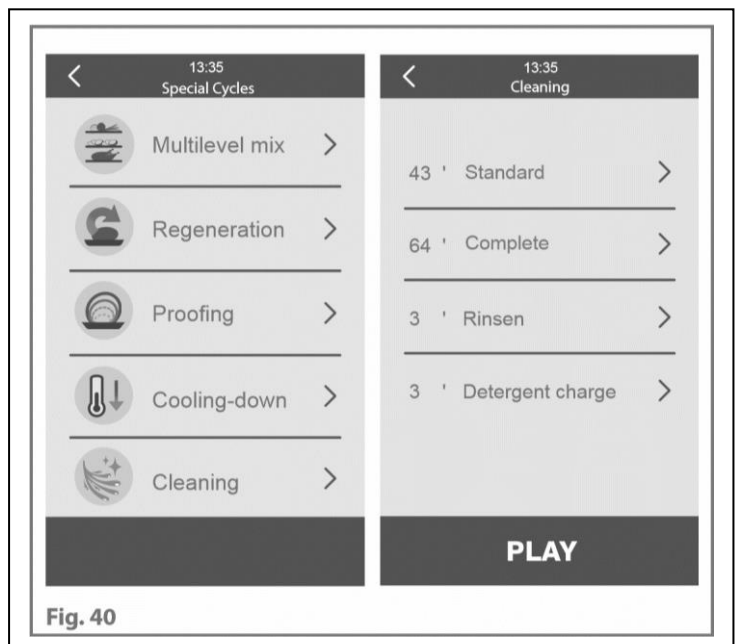 13:35
Special Cycles
Multilevel mix
Regeneration
Proofing
Cooling-down
Cleaning
13:35
Cleaning
43 ' Standard
64 ' Complete
3 ' Rinsen
3 ' Detergent charge
PLAY
Fig. 40